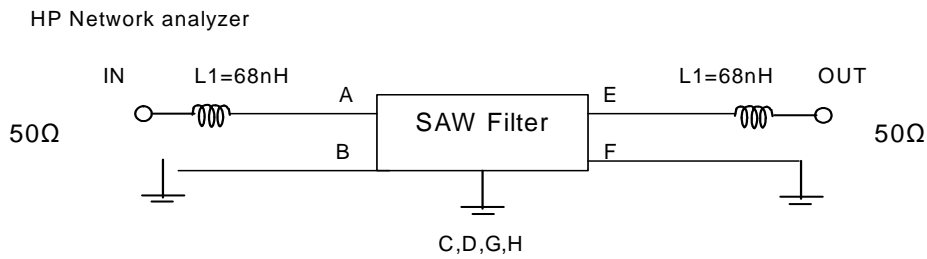 HP Network analyzer
IN L1=68nH A E L1=68nH OUT
50Ω SAW Filter 50Ω
B F
C,D,G,H